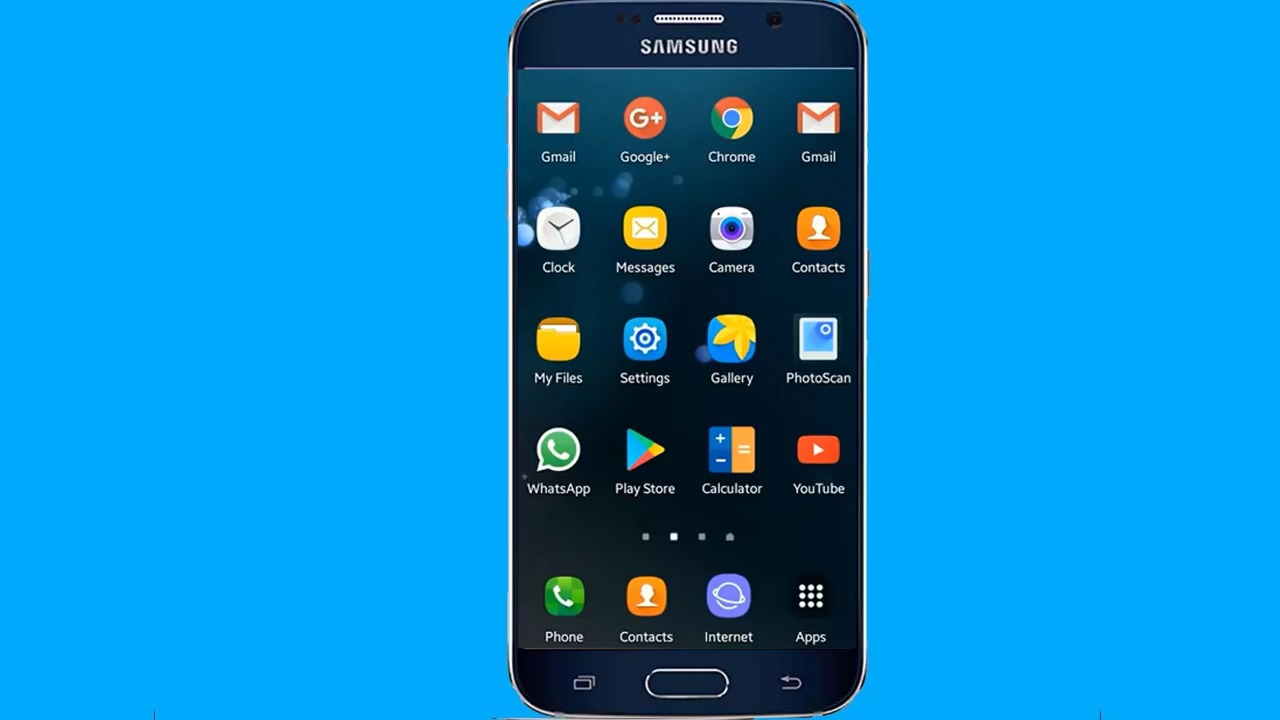 SAMSUNG
Gmail Google+ Chrome Gmail
Clock Messages Camera Contacts
My Files Settings Gallery PhotoScan
WhatsApp Play Store Calculator YouTube
Phone Contacts Internet Apps